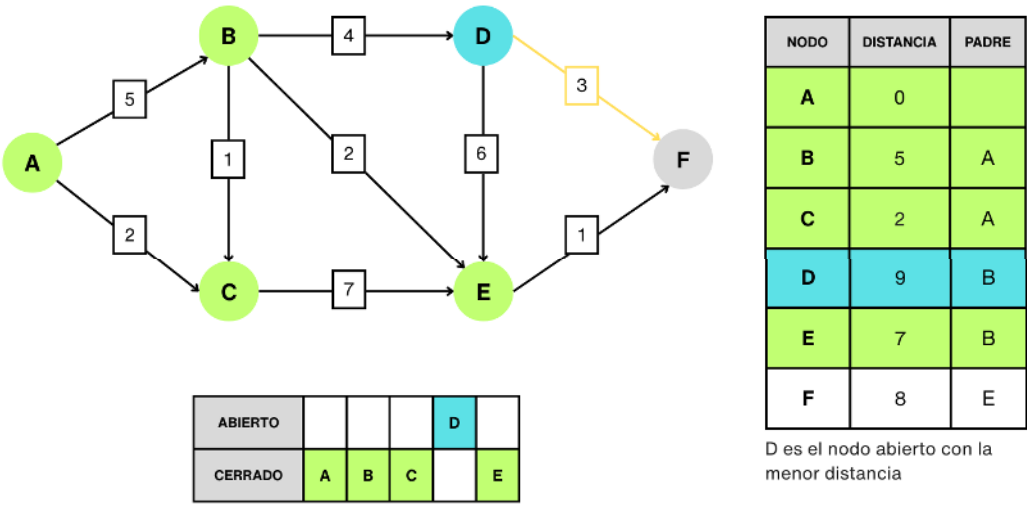 B
4
D
5
3
A
1
2
6
F
2
1
C
7
E
NODO DISTANCIA PADRE
A 0
B 5 A
C 2 A
D 9 B
E 7 B
F 8 E
D es el nodo abierto con la
menor distancia
ABIERTO D
CERRADO A B C E